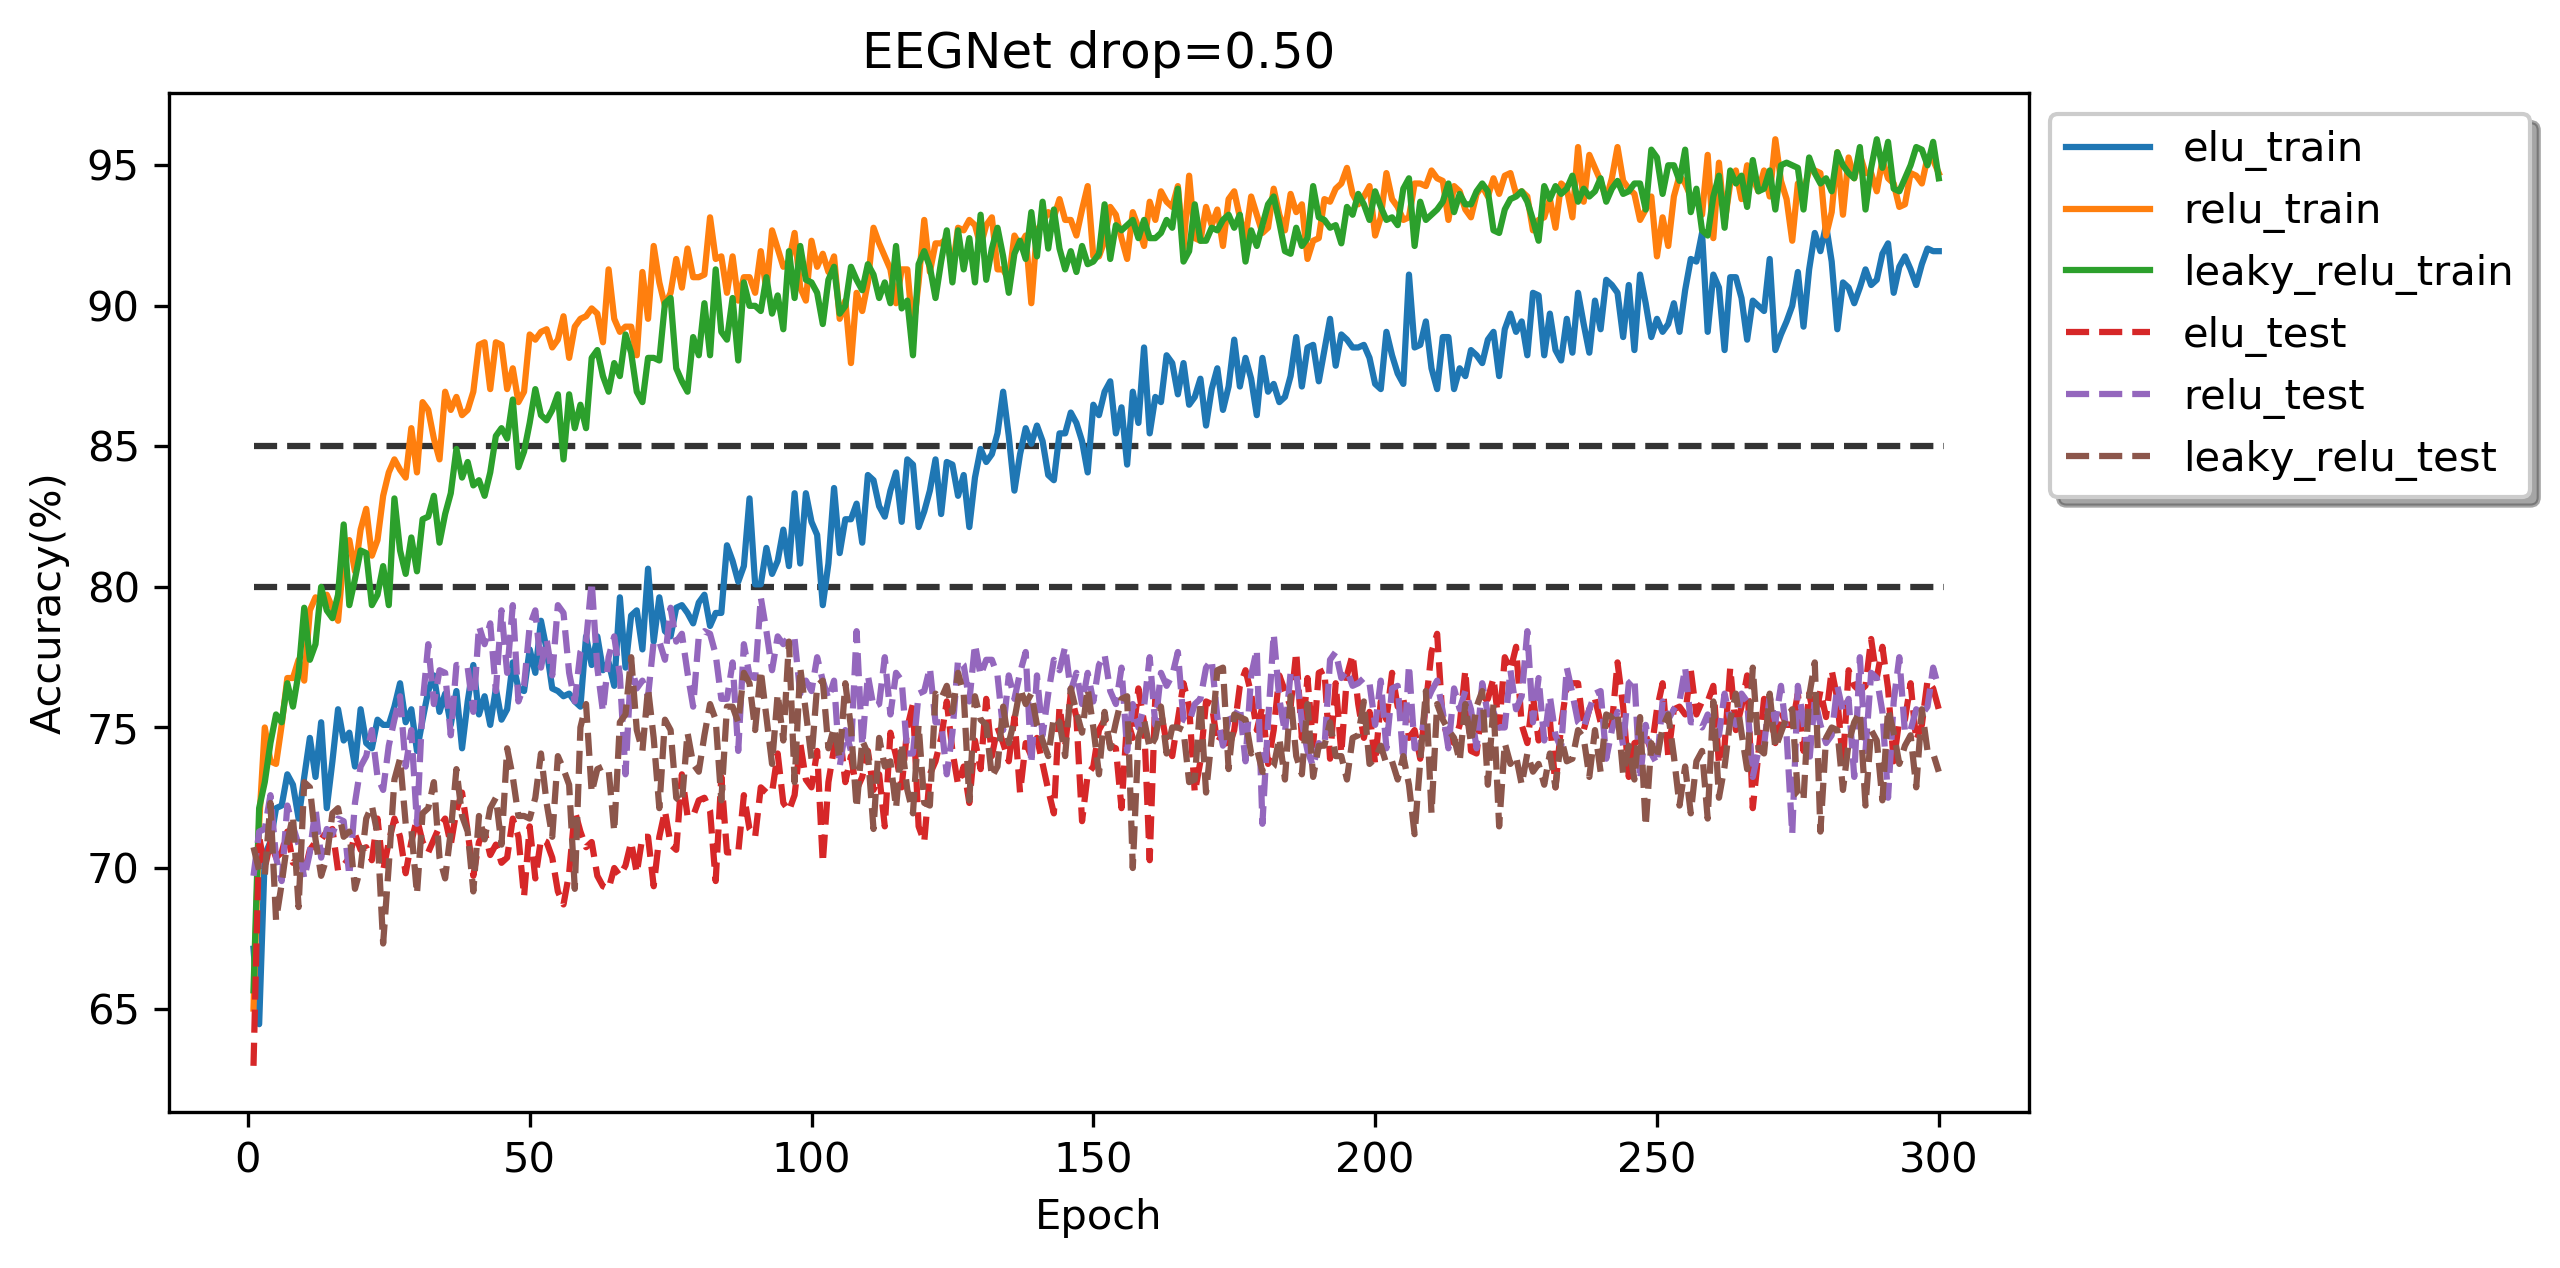 EEGNet drop=0.50
elu_train
relu_train
leaky_relu_train
elu_test
relu_test
leaky_relu_test
Accuracy(%)
95
90
85
80
75
70
65
0 50 100 150 200 250 300
Epoch